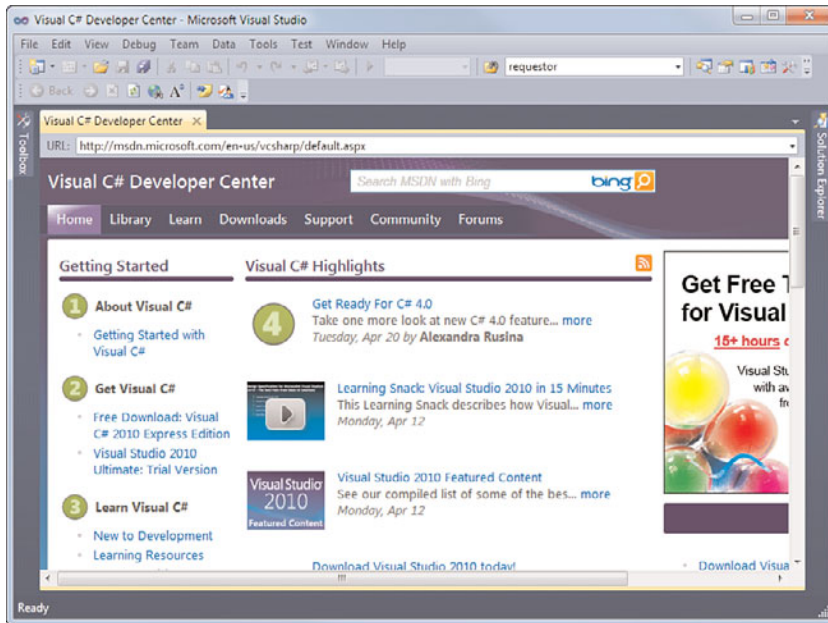 Visual C# Developer Center - Microsoft Visual Studio
File Edit View Debug Team Data Tools Test Window Help
requestor
Back
Toolbox
Visual C# Developer Center
Solution Explorer
URL: http://msdn.microsoft.com/en-us/vcsharp/default.aspx
Visual C# Developer Center
Search MSDN with Bing
bing
Home Library Learn Downloads Support Community Forums
Getting Started
1 About Visual C#
Getting Started with
Visual C#
2 Get Visual C#
Free Download: Visual
C# 2010 Express Edition
Visual Studio 2010
Ultimate: Trial Version
3 Learn Visual C#
New to Development
Learning Resources
Visual C# Highlights
4
Get Ready For C# 4.0
Take one more look at new C# 4.0 feature... more
Tuesday, Apr 20 by Alexandra Rusina
Learning Snack: Visual Studio 2010 in 15 Minutes
This Learning Snack describes how Visual... more
Monday, Apr 12
Visual Studio
2010
Featured Content
Visual Studio 2010 Featured Content
See our compiled list of some of the bes... more
Monday, Apr 12
Download Visual Studio 2010 today!
Get Free T
for Visual
15+ hours
Visual Stu
with av
fr
Download Visua
Ready